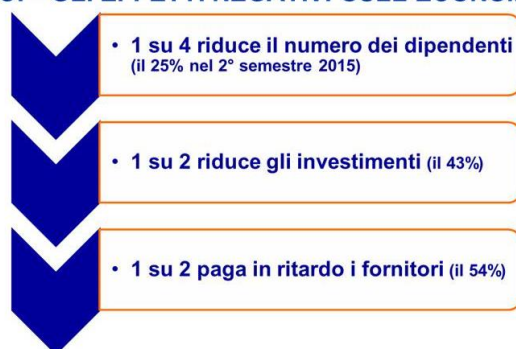 • 1 su 4 riduce il numero dei dipendenti
(il 25% nel 2° semestre 2015)
• 1 su 2 riduce gli investimenti (il 43%)
• 1 su 2 paga in ritardo i fornitori (il 54%)